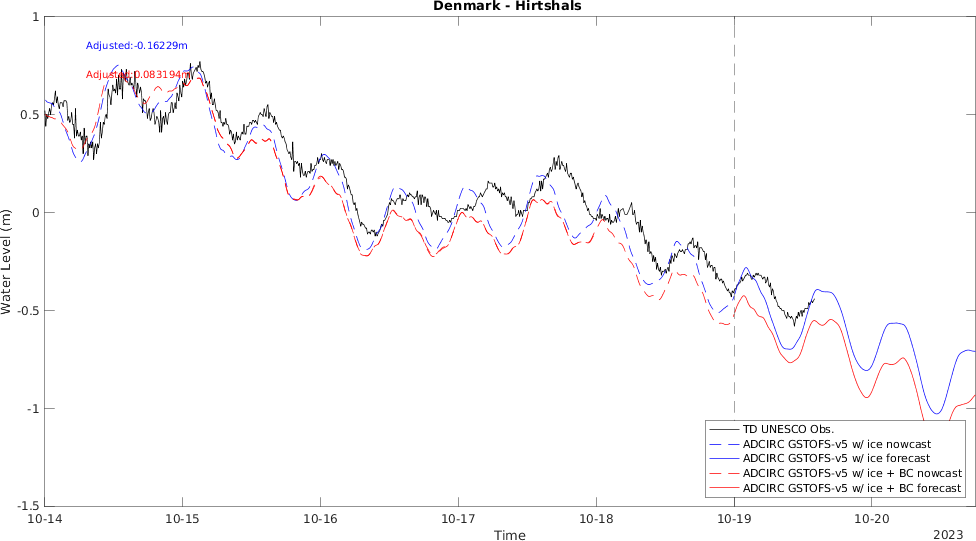 Denmark - Hirtshals
Adjusted:-0.16229m
Adjusted:0.083194m
Water Level (m)
1
0.5
0
-0.5
-1
-1.5
10-14
10-15
10-16
10-17
10-18
10-19
10-20
Time
2023
TD UNESCO Obs.
ADCIRC GSTOFS-v5 w/ ice nowcast
ADCIRC GSTOFS-v5 w/ ice forecast
ADCIRC GSTOFS-v5 w/ ice + BC nowcast
ADCIRC GSTOFS-v5 w/ ice + BC forecast